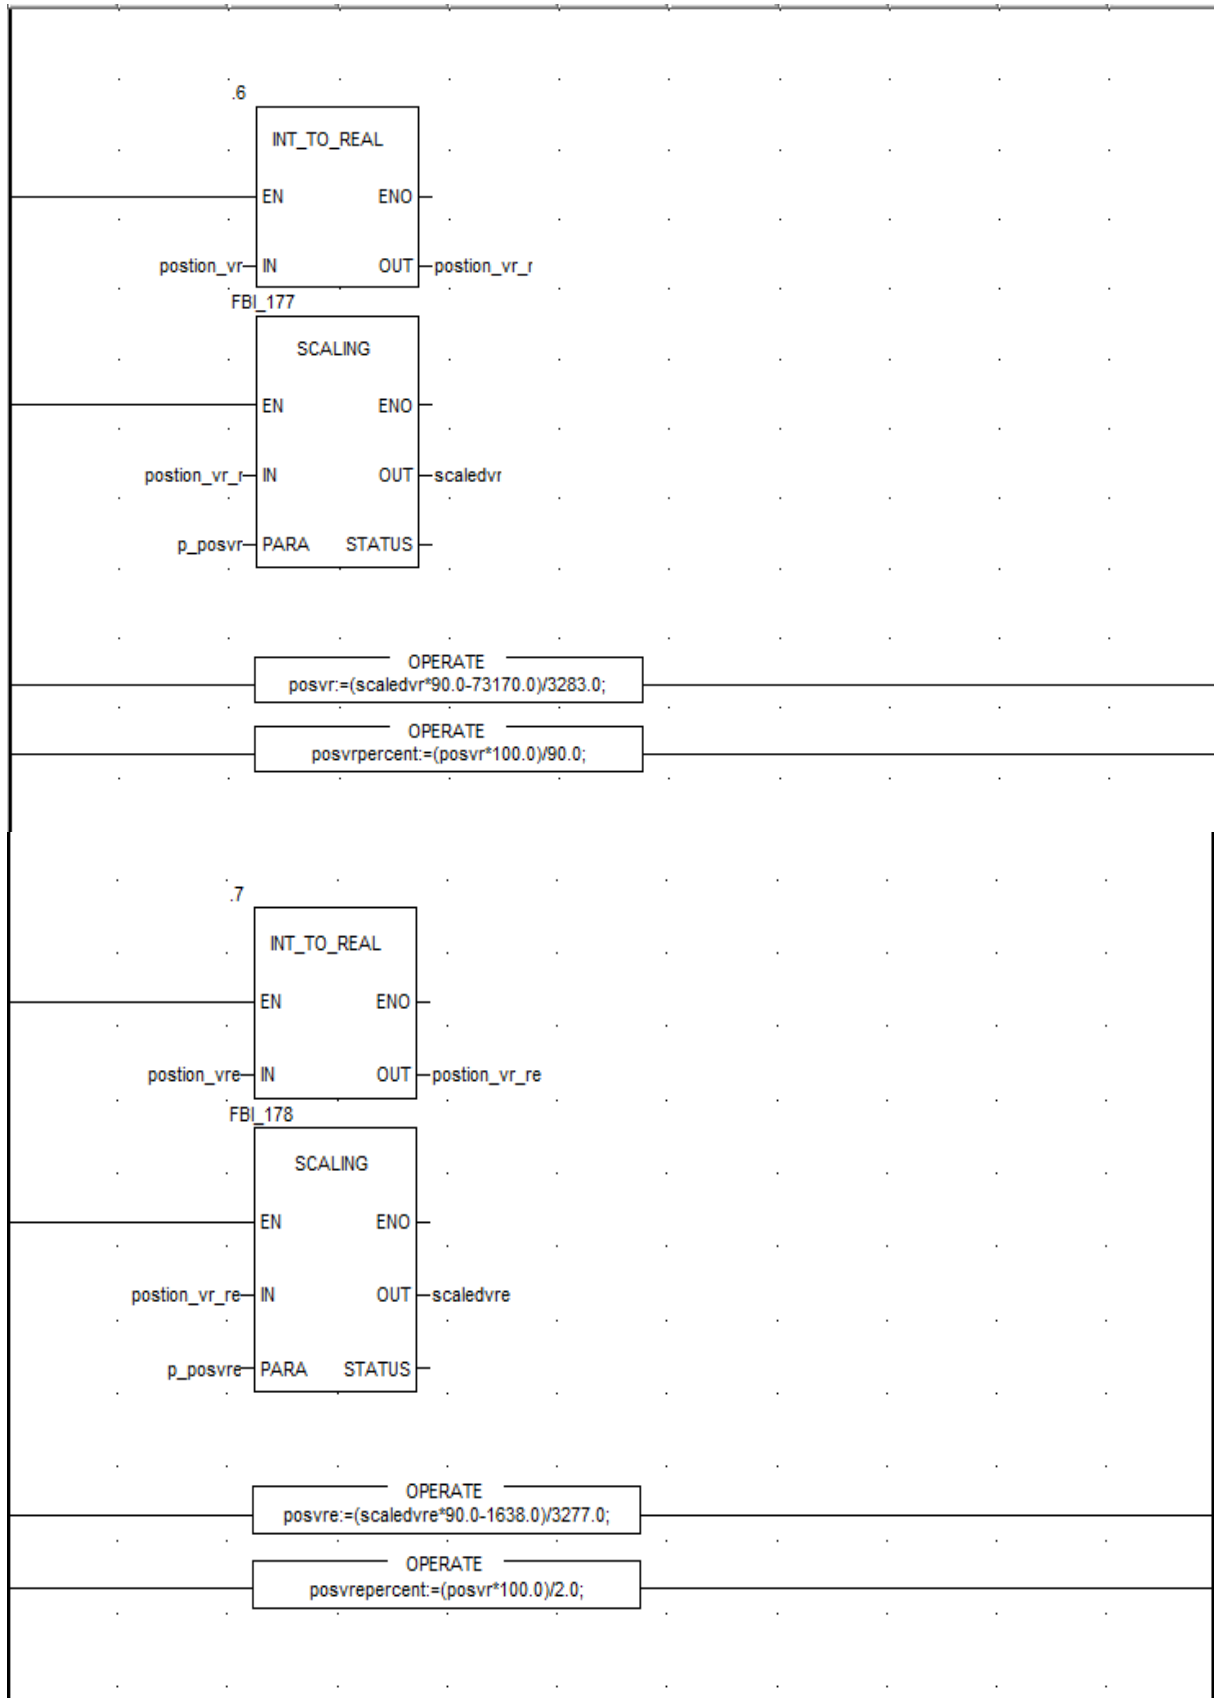 .6
INT_TO_REAL
EN ENO
postion_vr IN OUT postion_vr_r
FBI_177
SCALING
EN ENO
postion_vr_r IN OUT scaledvr
p_posvr PARA STATUS
OPERATE
posvr:=(scaledvr*90.0-73170.0)/3283.0;
OPERATE
posvrpercent:=(posvr*100.0)/90.0;
.7
INT_TO_REAL
EN ENO
postion_vre IN OUT postion_vr_re
FBI_178
SCALING
EN ENO
postion_vr_re IN OUT scaledvre
p_posvre PARA STATUS
OPERATE
posvre:=(scaledvre*90.0-1638.0)/3277.0;
OPERATE
posvrepercent:=(posvr*100.0)/2.0;